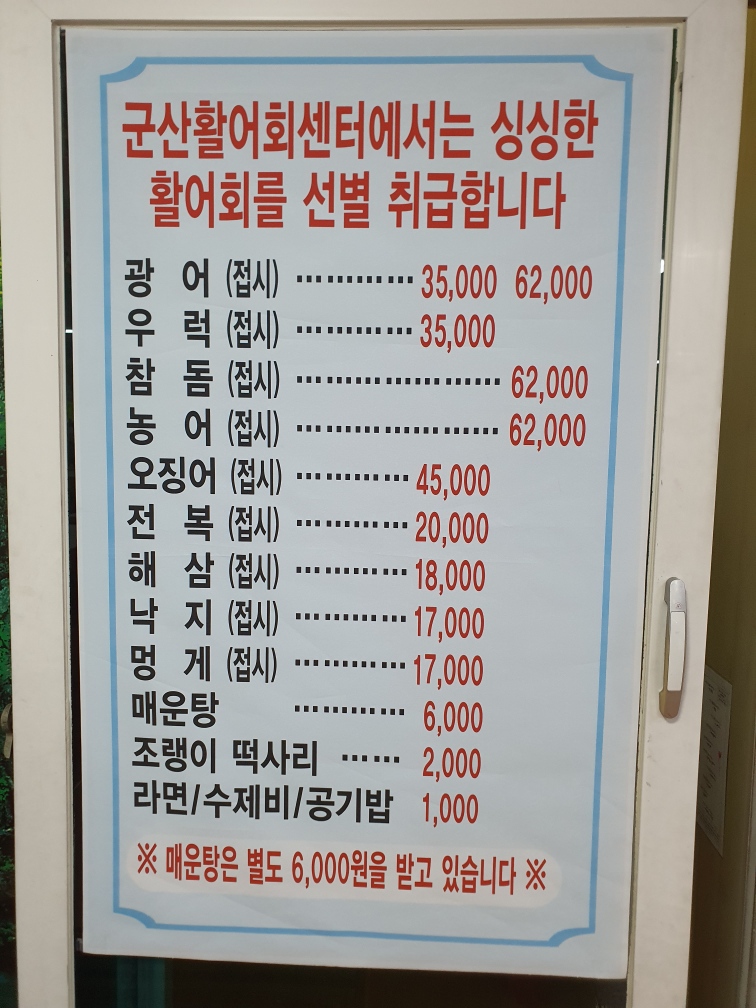 군산활어회센터에서는 싱싱한
활어회를 선별 취급합니다
광 어 (접시) ············ 35,000 62,000
우 럭 (접시) ············ 35,000
참 돔 (접시) ····················· 62,000
농 어 (접시) ····················· 62,000
오징어 (접시) ············ 45,000
전 복 (접시) ············ 20,000
해 삼 (접시) ············ 18,000
낙 지 (접시) ············ 17,000
멍 게 (접시) ············ 17,000
매운탕 ············ 6,000
조랭이 떡사리 ······ 2,000
라면/수제비/공기밥 1,000
※ 매운탕은 별도 6,000원을 받고 있습니다 ※